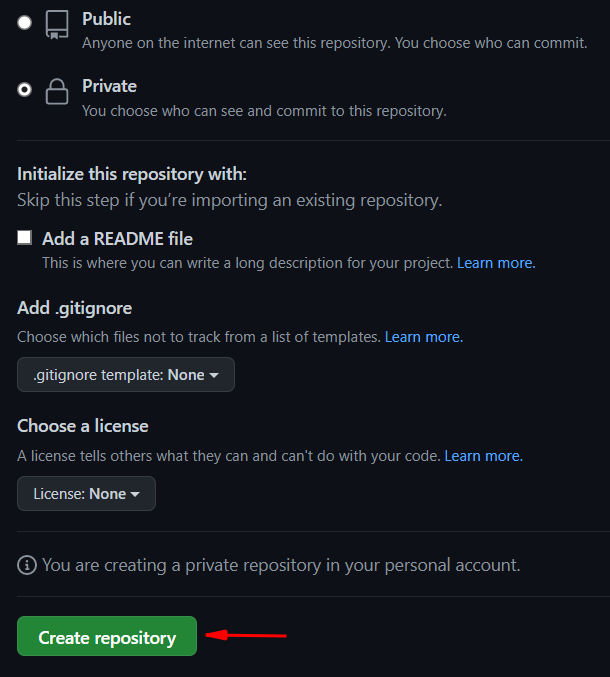 Public
Anyone on the internet can see this repository. You choose who can commit.
Private
You choose who can see and commit to this repository.
Initialize this repository with:
Skip this step if you’re importing an existing repository.
Add a README file
This is where you can write a long description for your project. Learn more.
Add .gitignore
Choose which files not to track from a list of templates. Learn more.
.gitignore template: None
Choose a license
A license tells others what they can and can't do with your code. Learn more.
License: None
You are creating a private repository in your personal account.
Create repository